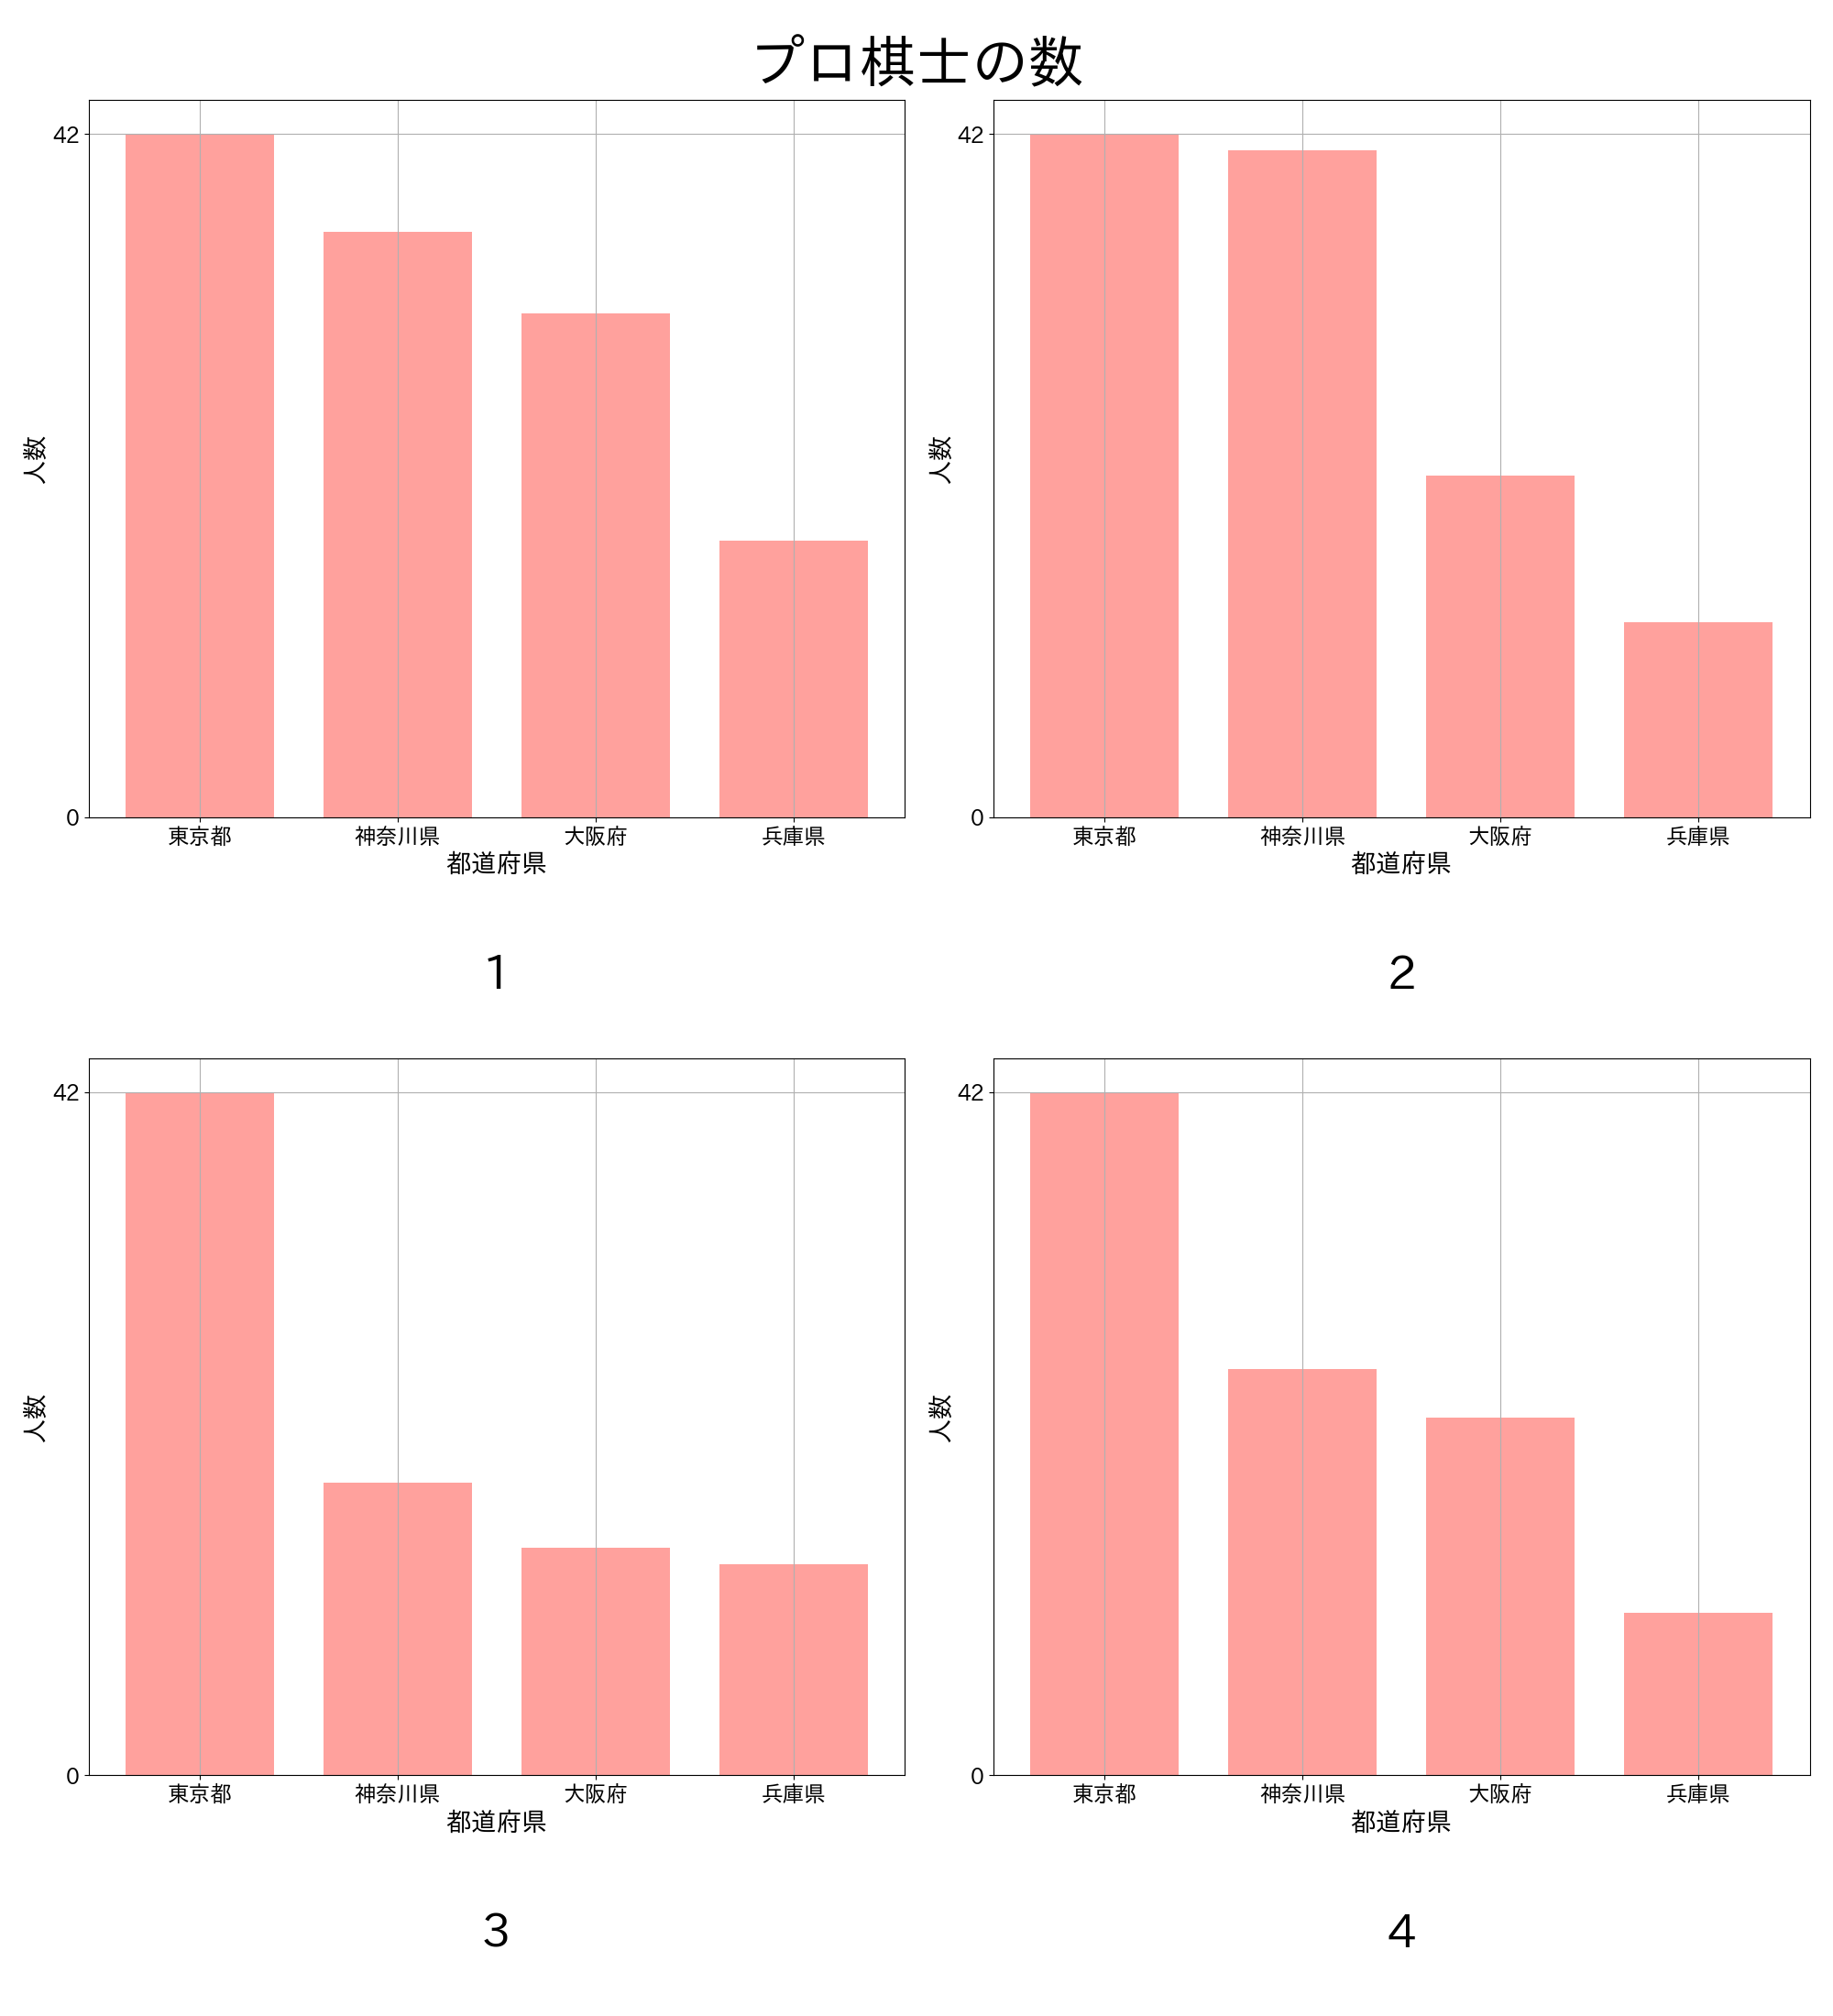 プロ棋士の数
42
0
人数
東京都 神奈川県 大阪府 兵庫県
都道府県
1
42
0
人数
東京都 神奈川県 大阪府 兵庫県
都道府県
2
42
0
人数
東京都 神奈川県 大阪府 兵庫県
都道府県
3
42
0
人数
東京都 神奈川県 大阪府 兵庫県
都道府県
4